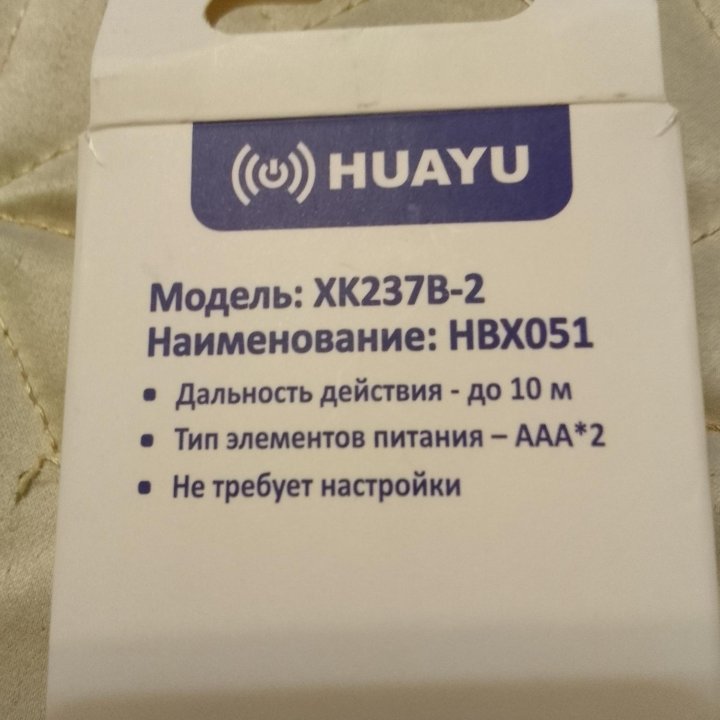 HUAYU
Модель: XK237B-2
Наименование: HBX051
• Дальность действия - до 10 м
• Тип элементов питания – AAA*2
• Не требует настройки